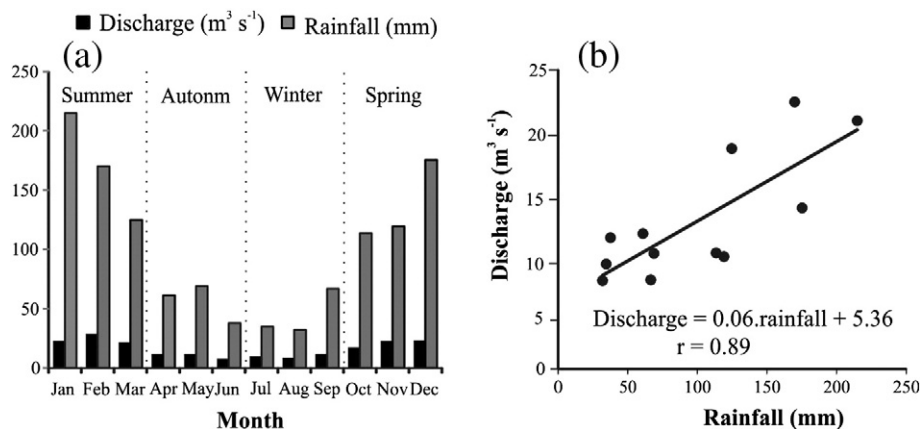 Discharge (m³ s⁻¹) Rainfall (mm)
(a)
250
200
150
100
50
0
Summer Autonm Winter Spring
Jan Feb Mar Apr May Jun Jul Aug Sep Oct Nov Dec
Month
(b)
Discharge (m³ s⁻¹)
25
20
15
10
5
0
Discharge = 0.06.rainfall + 5.36
r = 0.89
0 50 100 150 200 250
Rainfall (mm)